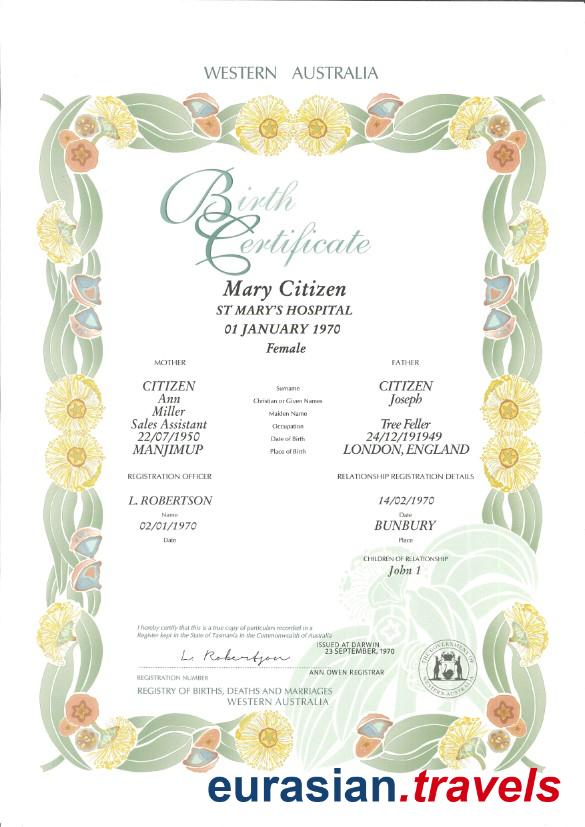 WESTERN AUSTRALIA
Birth
Certificate
Mary Citizen
ST MARY'S HOSPITAL
01 JANUARY 1970
Female
MOTHER FATHER
CITIZEN Surname CITIZEN
Ann Christian or Given Names Joseph
Miller Maiden Name
Sales Assistant Occupation Tree Feller
22/07/1950 Date of Birth 24/12/191949
MANJIMUP Place of Birth LONDON, ENGLAND
REGISTRATION OFFICER RELATIONSHIP REGISTRATION DETAILS
L. ROBERTSON 14/02/1970
Name Date
02/01/1970 BUNBURY
Date Place
CHILDREN OF RELATIONSHIP
John 1
I hereby certify that this is a true copy of particulars recorded in a
Register kept in the State of Tasmania in the Commonwealth of Australia
ISSUED AT DARWIN
23 SEPTEMBER, 1970
L. Robertson
ANN OWEN REGISTRAR
REGISTRATION NUMBER
REGISTRY OF BIRTHS, DEATHS AND MARRIAGES
WESTERN AUSTRALIA
THE GOVERNMENT OF
WESTERN AUSTRALIA
eurasian.travels